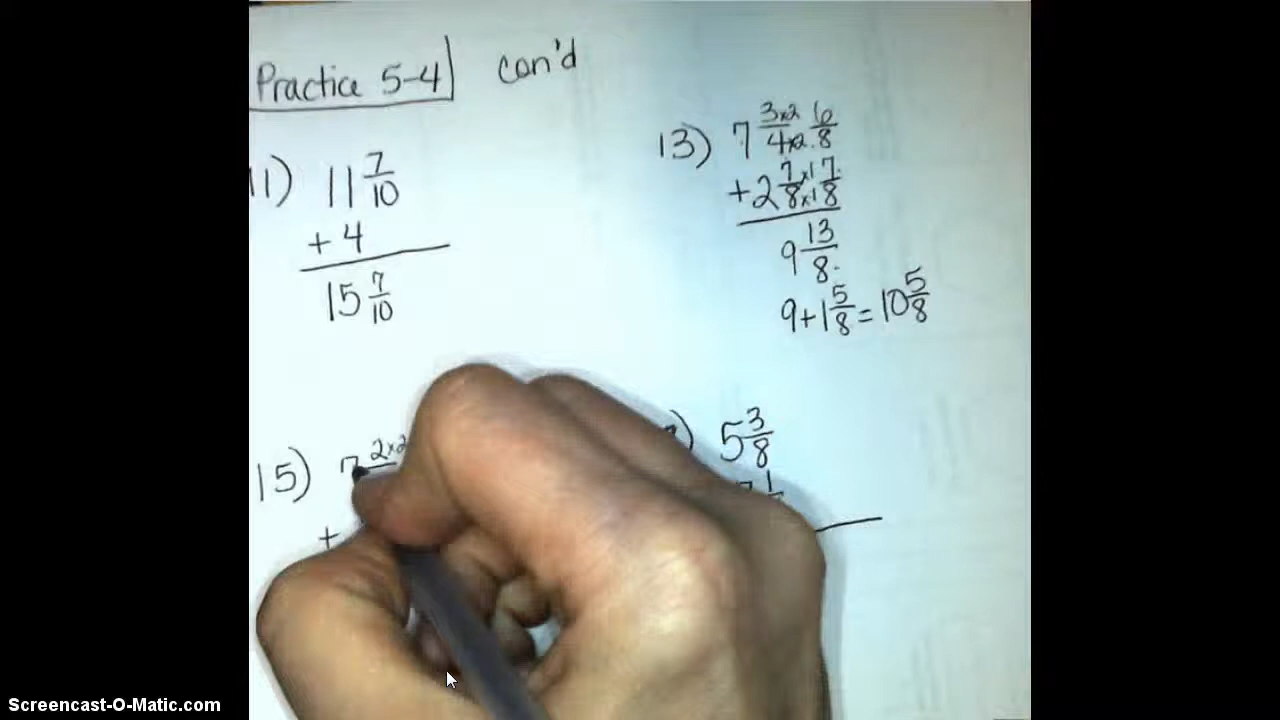 Practice 5-4 con'd
11) 11 7/10
+ 4
15 7/10
13) 7 3×2/4×2 6/8
+2 7×1/8×1 7/8
9 13/8
9+1 5/8 = 10 5/8
15) 7 2×2
+
) 5 3/8
Screencast-O-Matic.com